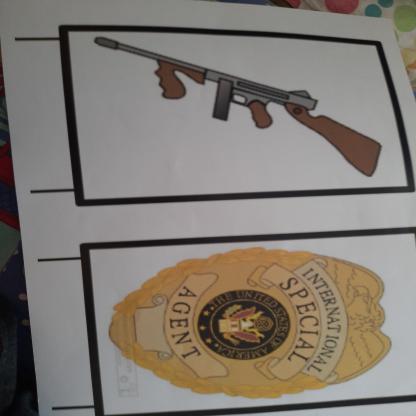 INTERNATIONAL
SPECIAL
THE UNITED STATES OF AMERICA
AGENT